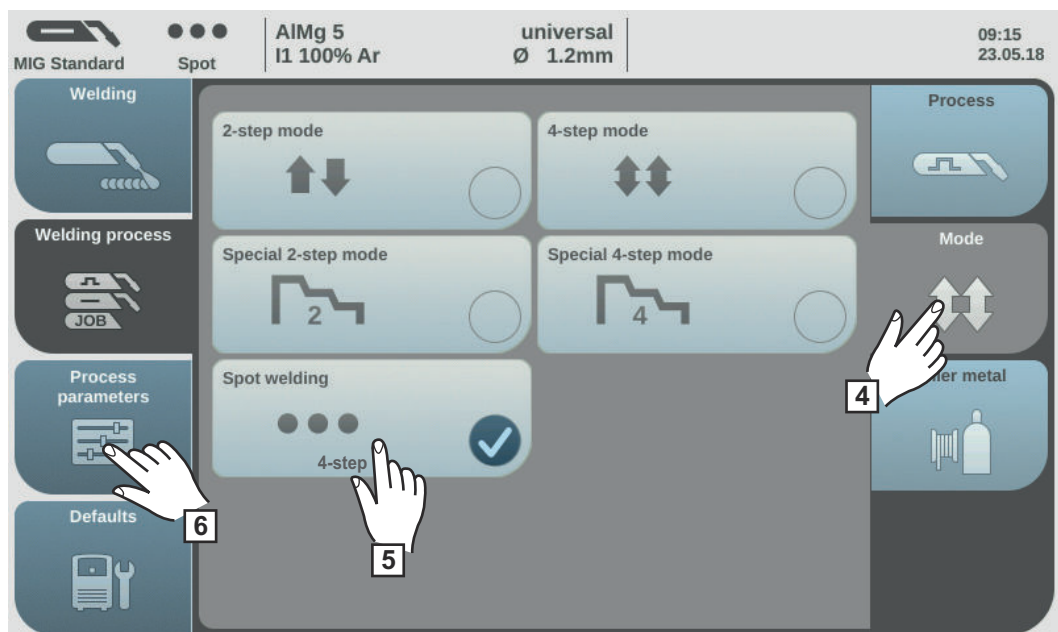 MIG Standard
Spot
AlMg 5
I1 100% Ar
universal
Ø 1.2mm
09:15
23.05.18
Welding
Welding process
JOB
Process
parameters
Defaults
2-step mode
4-step mode
Special 2-step mode
2
Special 4-step mode
4
Spot welding
4-step
Process
Mode
metal
4
5
6